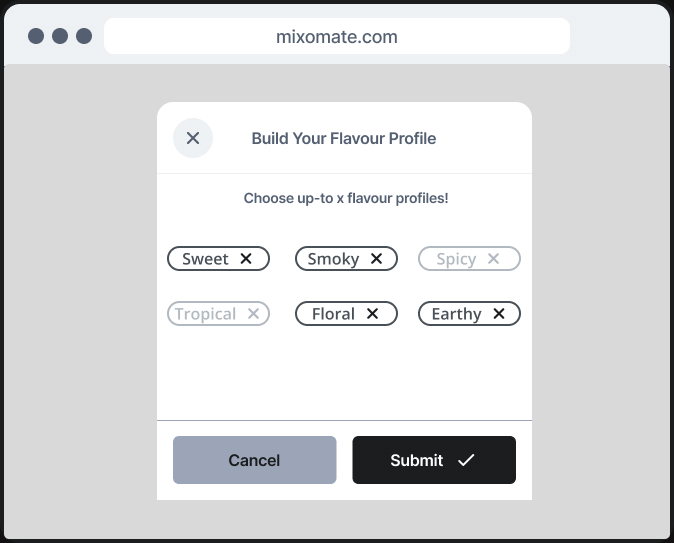 mixomate.com
Build Your Flavour Profile
Choose up-to x flavour profiles!
Sweet Smoky Spicy
Tropical Floral Earthy
Cancel Submit